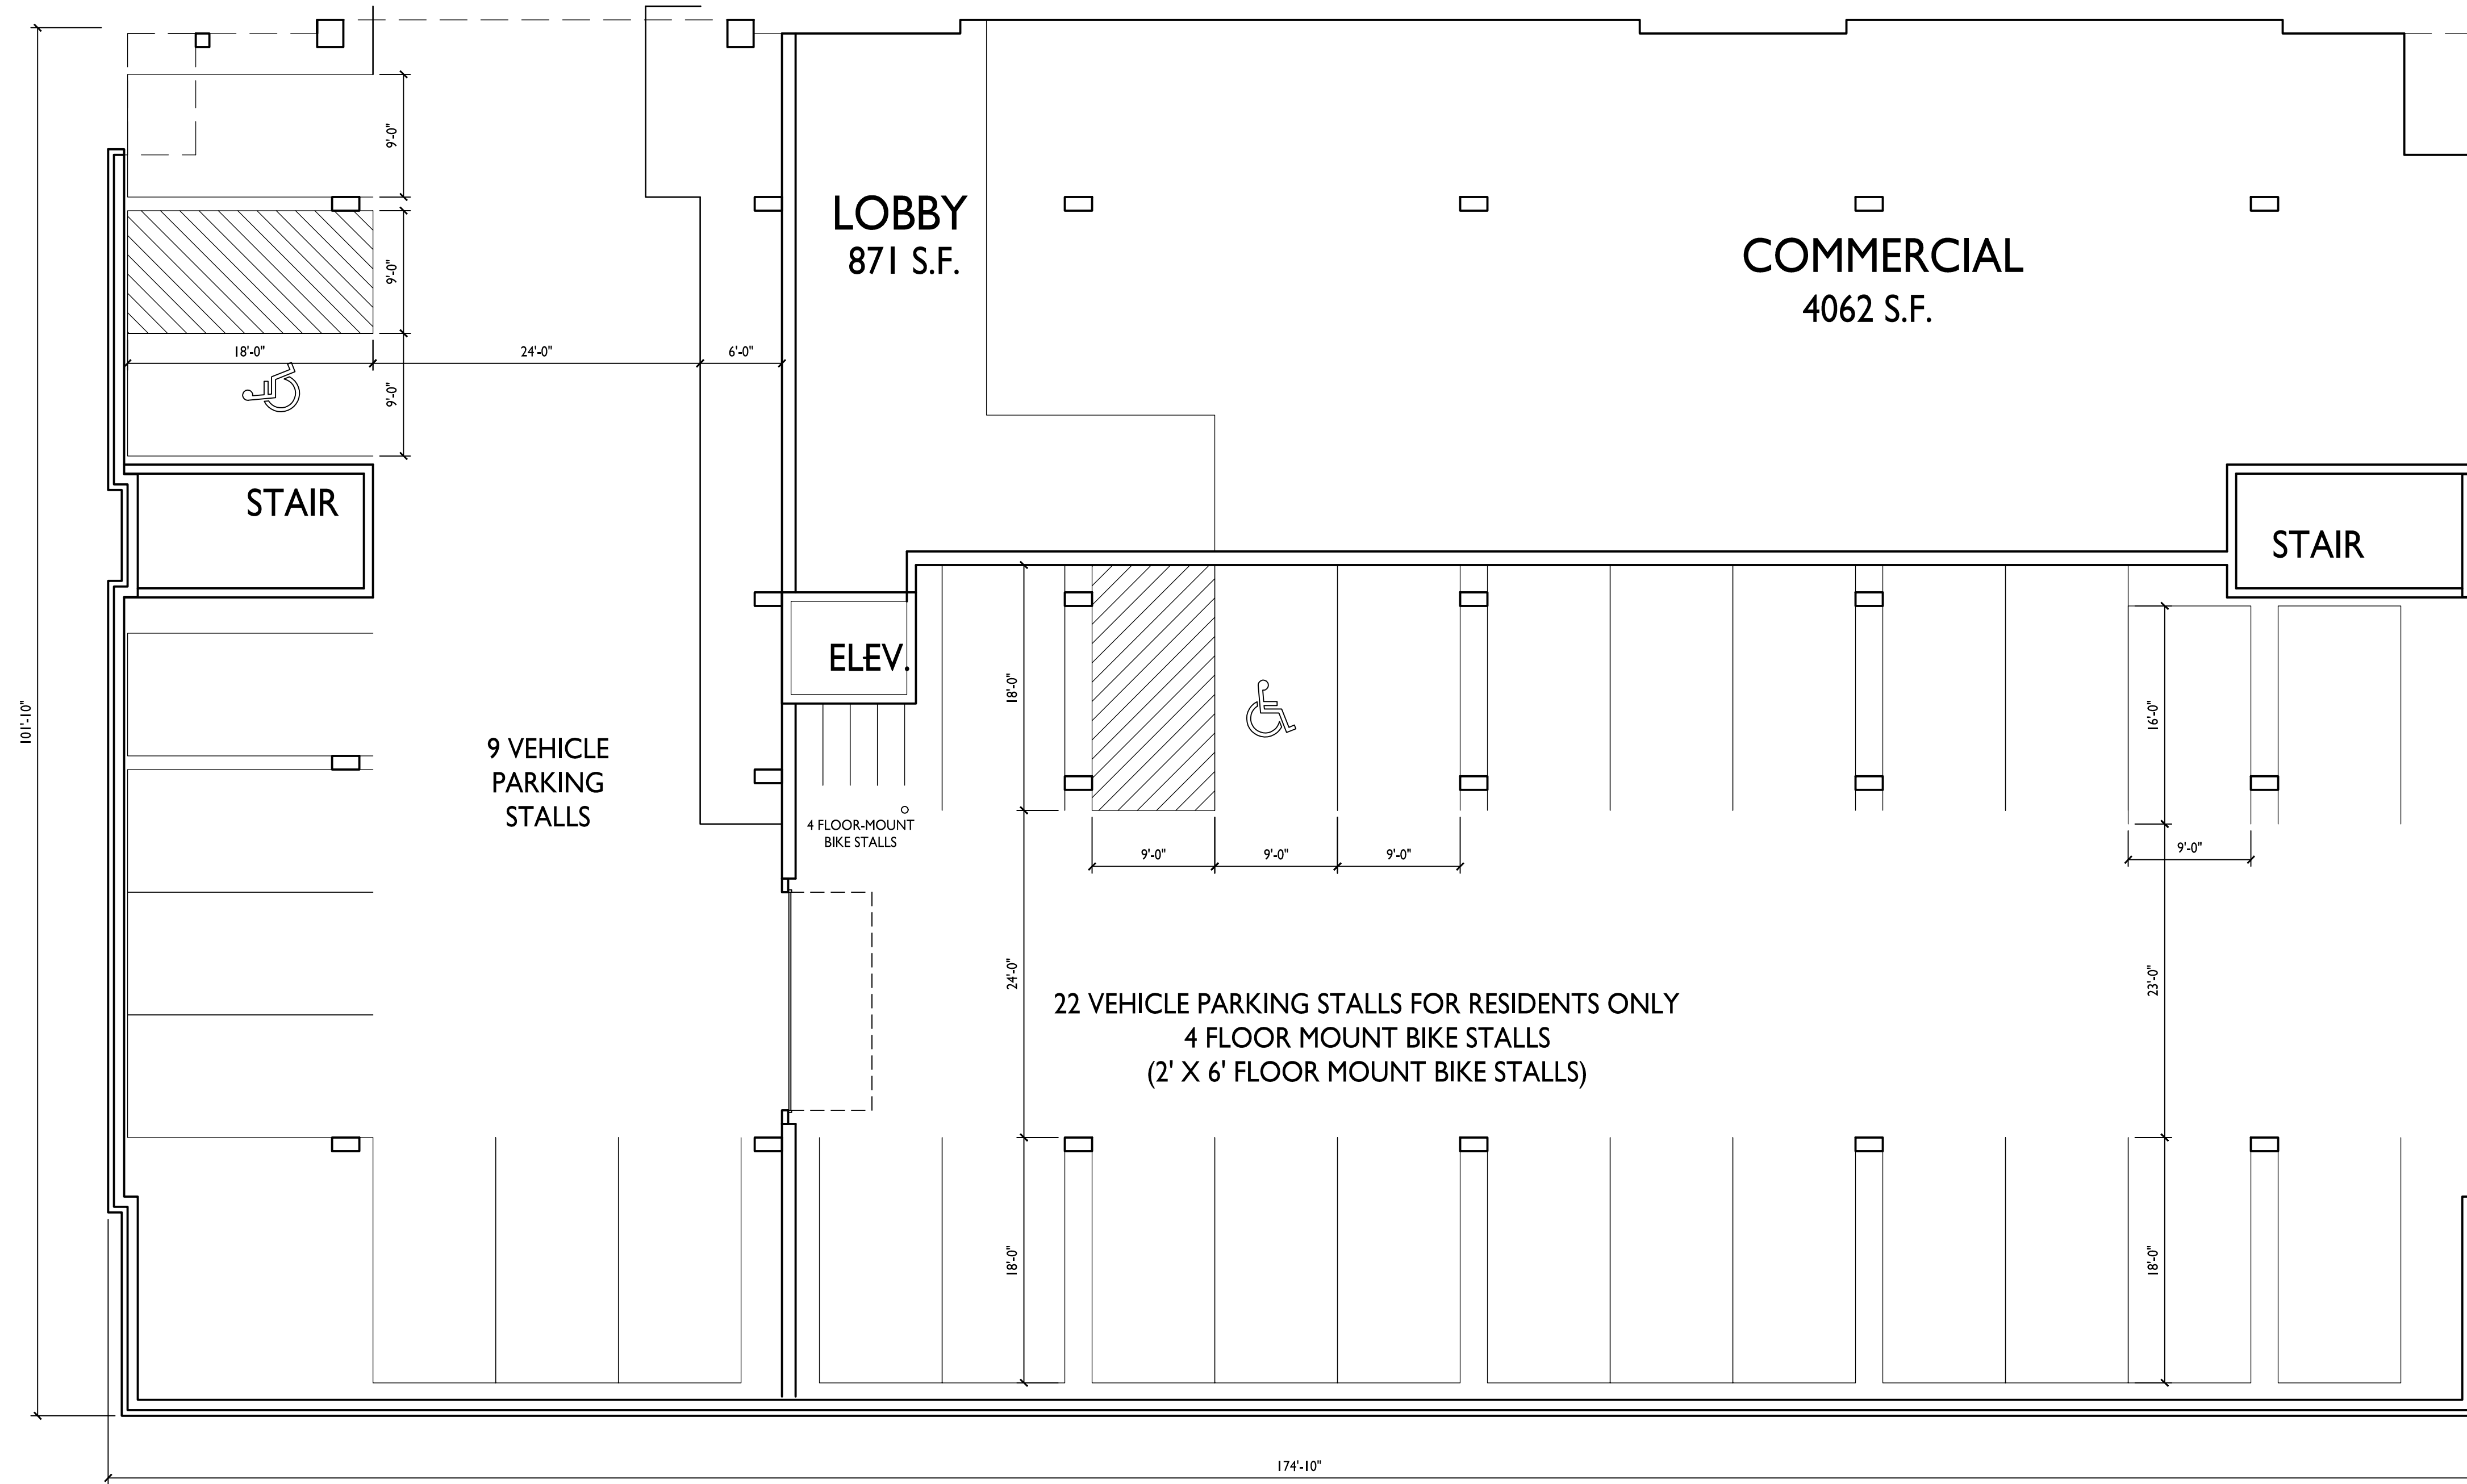 9'-0"
9'-0"
9'-0"
18'-0"
24'-0"
6'-0"
LOBBY
871 S.F.
COMMERCIAL
4062 S.F.
STAIR
STAIR
ELEV.
101'-10"
18'-0"
16'-0"
9 VEHICLE
PARKING
STALLS
4 FLOOR-MOUNT
BIKE STALLS
9'-0"
9'-0"
9'-0"
9'-0"
24'-0"
23'-0"
22 VEHICLE PARKING STALLS FOR RESIDENTS ONLY
4 FLOOR MOUNT BIKE STALLS
(2' X 6' FLOOR MOUNT BIKE STALLS)
18'-0"
18'-0"
174'-10"